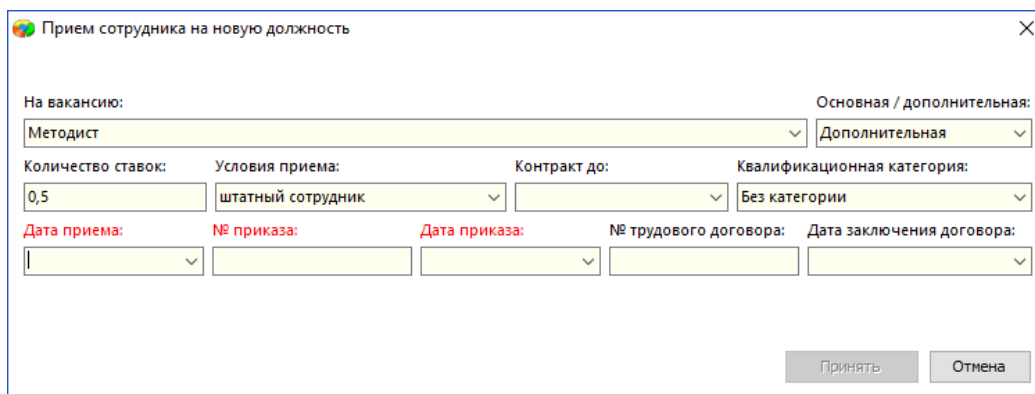 Прием сотрудника на новую должность
На вакансию: Основная / дополнительная:
Методист Дополнительная
Количество ставок: Условия приема: Контракт до: Квалификационная категория:
0,5 штатный сотрудник Без категории
Дата приема: № приказа: Дата приказа: № трудового договора: Дата заключения договора:
Принять Отмена